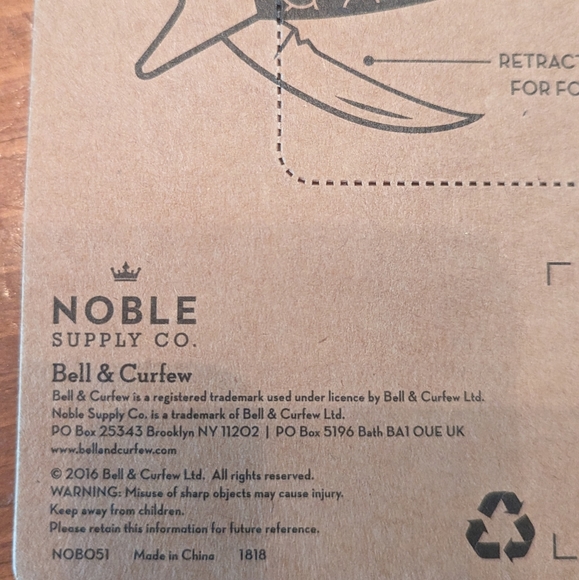 RETRACT
FOR FO
NOBLE
SUPPLY CO.
Bell & Curfew
Bell & Curfew is a registered trademark used under licence by Bell & Curfew Ltd.
Noble Supply Co. is a trademark of Bell & Curfew Ltd.
PO Box 25343 Brooklyn NY 11202 | PO Box 5196 Bath BA1 0UE UK
www.bellandcurfew.com
© 2016 Bell & Curfew Ltd. All rights reserved.
WARNING: Misuse of sharp objects may cause injury.
Keep away from children.
Please retain this information for future reference.
NOB051 Made in China 1818